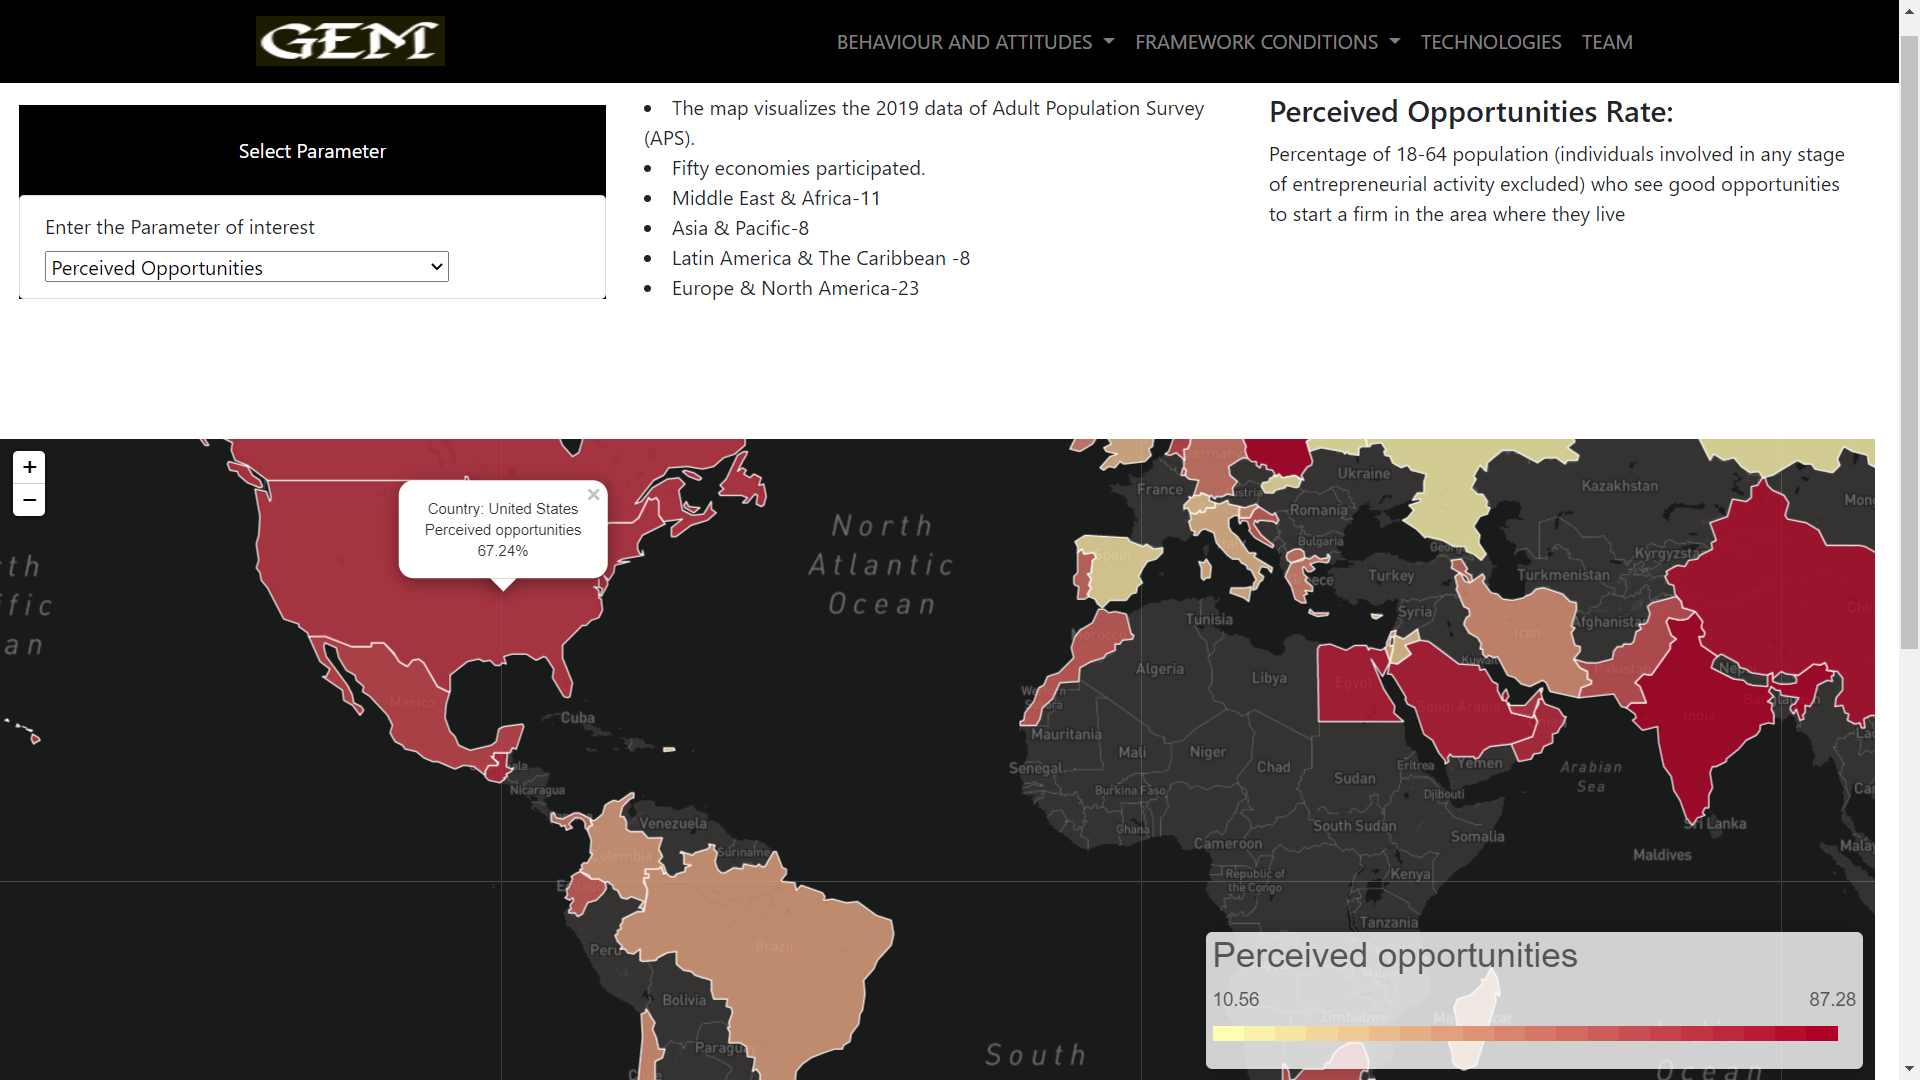 GEM
BEHAVIOUR AND ATTITUDES
FRAMEWORK CONDITIONS
TECHNOLOGIES
TEAM
Select Parameter
Enter the Parameter of interest
Perceived Opportunities
• The map visualizes the 2019 data of Adult Population Survey
(APS).
• Fifty economies participated.
• Middle East & Africa-11
• Asia & Pacific-8
• Latin America & The Caribbean -8
• Europe & North America-23
Perceived Opportunities Rate:
Percentage of 18-64 population (individuals involved in any stage
of entrepreneurial activity excluded) who see good opportunities
to start a firm in the area where they live
+
−
×
Country: United States
Perceived opportunities
67.24%
North
Atlantic
Ocean
Germany
Ukraine
France
Kazakhstan
Romania
Bulgaria
Italy
Spain
Greece
Turkey
Turkmenistan
Syria
Afghanistan
Iran
Tunisia
Morocco
Algeria
Libya
Egypt
Kuwait
Pakistan
Saudi Arabia
India
Mexico
Cuba
Mauritania
Mali
Niger
Chad
Sudan
Eritrea
Yemen
Arabian
Sea
Senegal
Burkina Faso
Djibouti
Nicaragua
Venezuela
Suriname
Ghana
Cameroon
South Sudan
Somalia
Sri Lanka
Maldives
Colombia
Republic of
the Congo
Kenya
Tanzania
Peru
Brazil
Bolivia
Paraguay
Chile
South
Zimbabwe
Ocean
Perceived opportunities
10.56
87.28